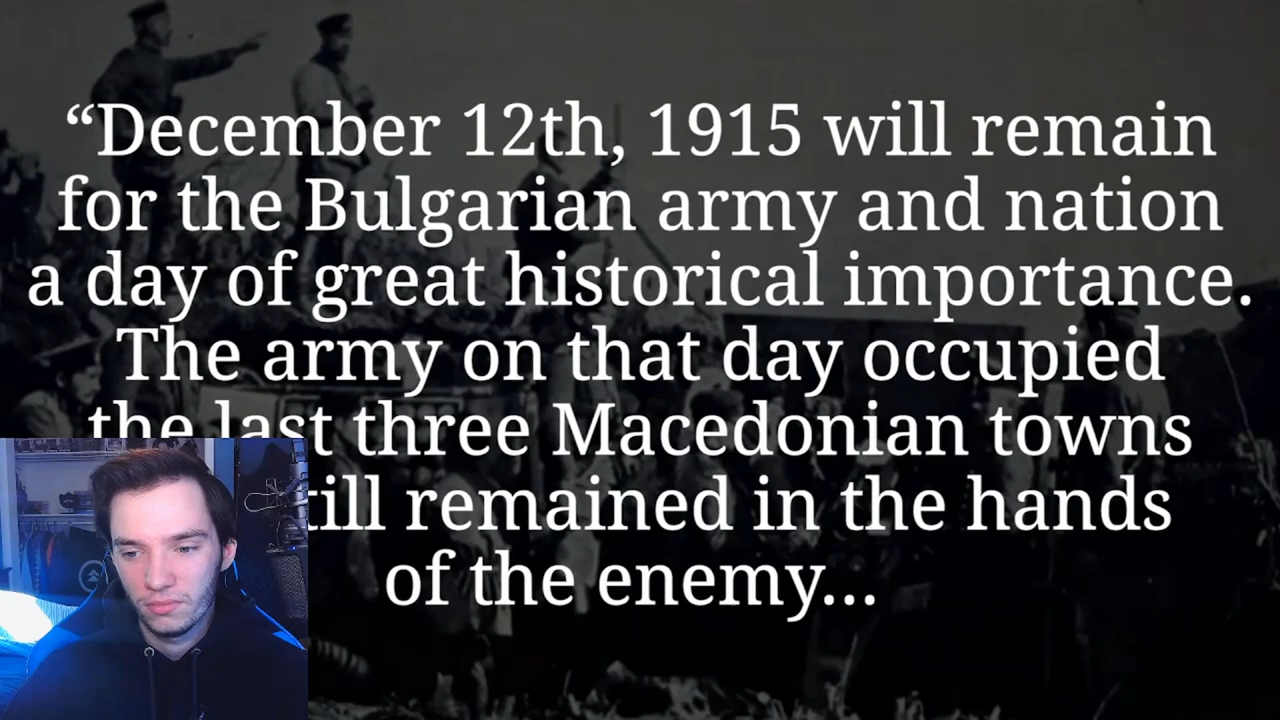 “December 12th, 1915 will remain
for the Bulgarian army and nation
a day of great historical importance.
The army on that day occupied
the last three Macedonian towns
remained in the hands
of the enemy...